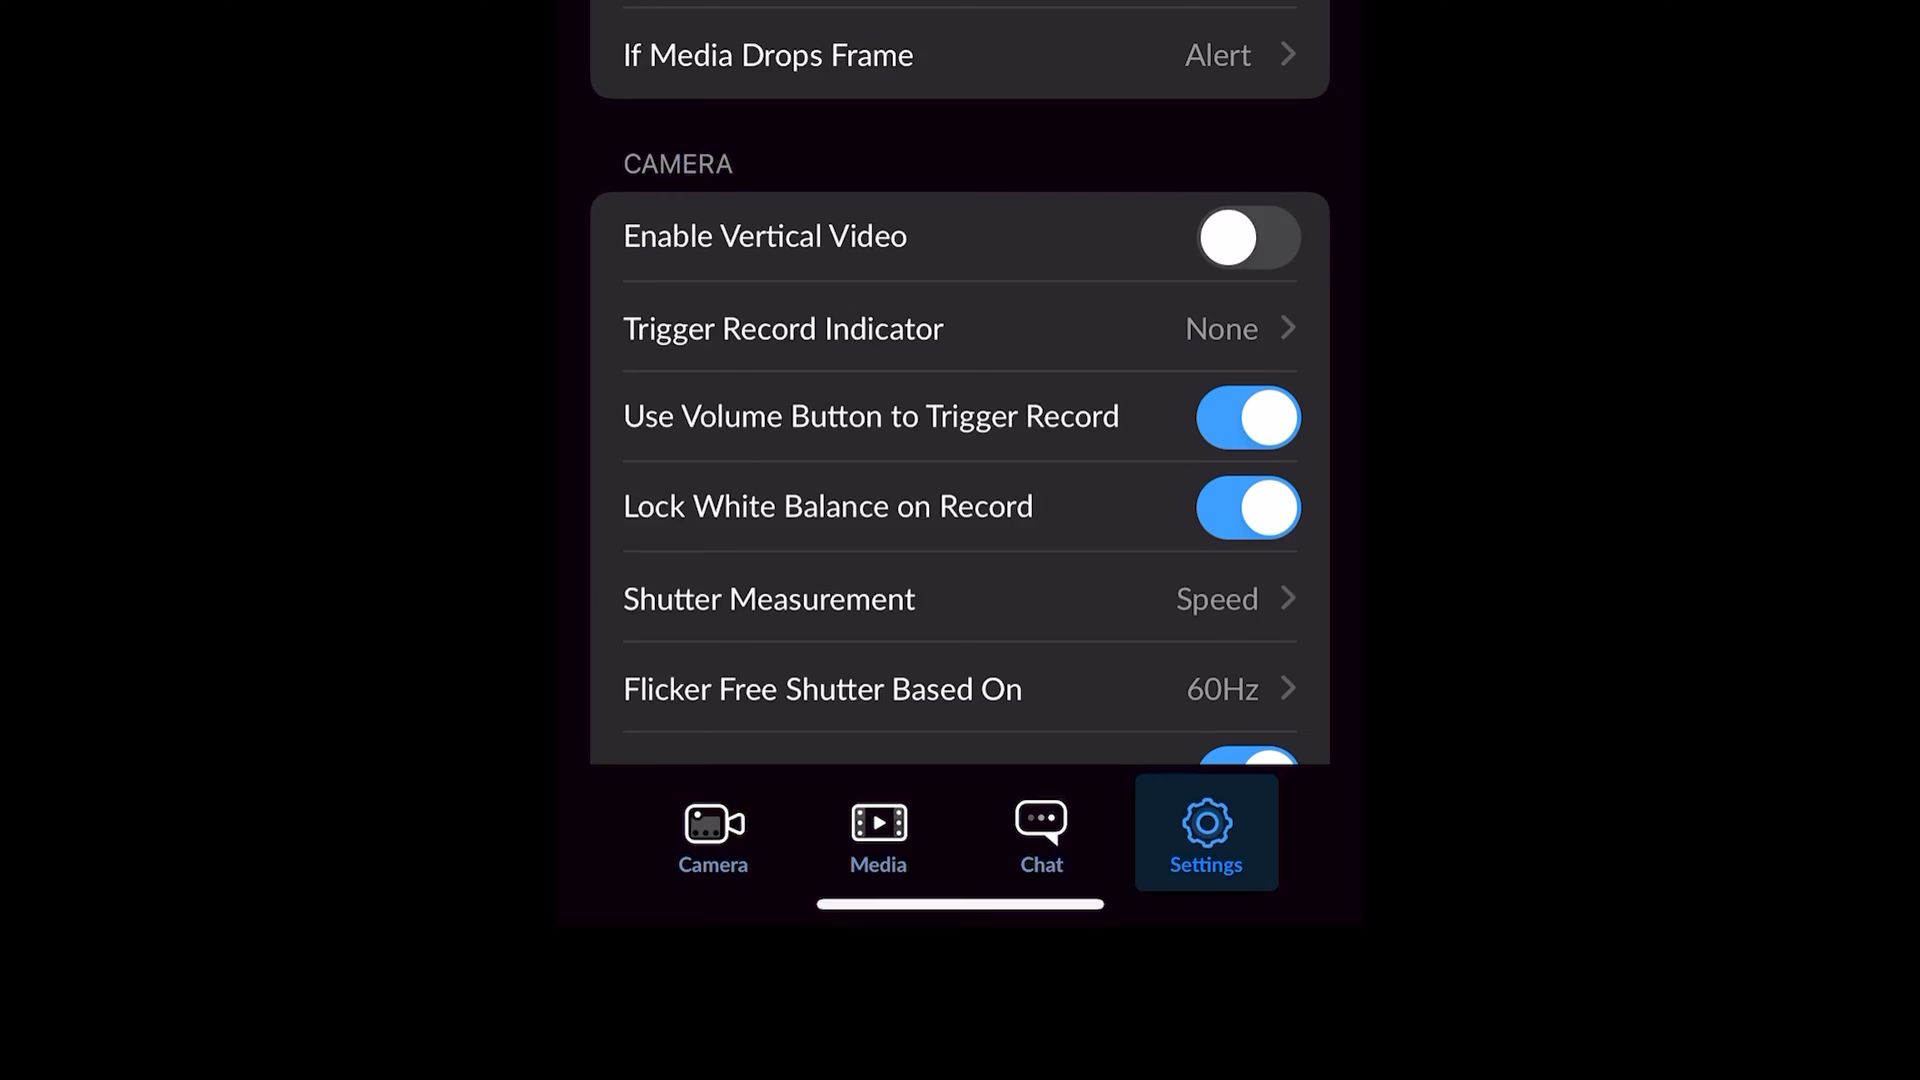 If Media Drops Frame Alert
CAMERA
Enable Vertical Video
Trigger Record Indicator None
Use Volume Button to Trigger Record
Lock White Balance on Record
Shutter Measurement Speed
Flicker Free Shutter Based On 60Hz
Camera Media Chat Settings